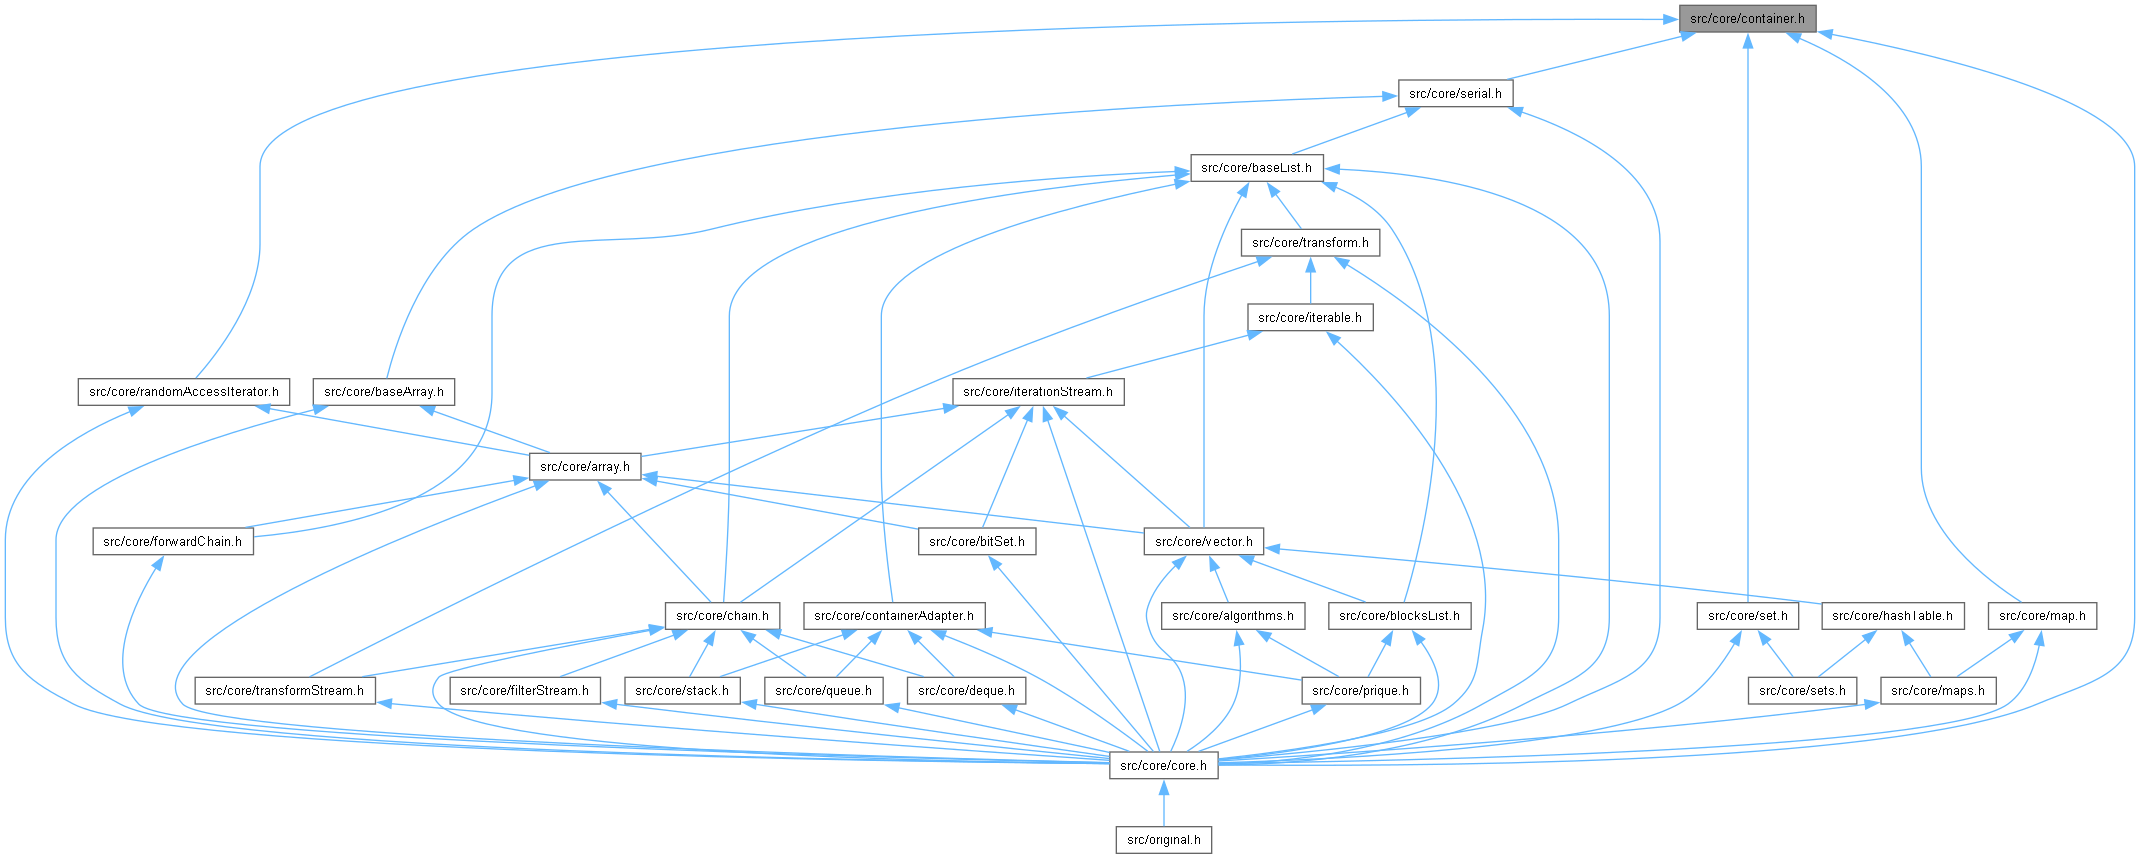 src/core/container.h
src/core/serial.h
src/core/baseList.h
src/core/transform.h
src/core/iterable.h
src/core/randomAccessIterator.h
src/core/baseArray.h
src/core/iterationStream.h
src/core/array.h
src/core/forwardChain.h
src/core/bitSet.h
src/core/vector.h
src/core/chain.h
src/core/containerAdapter.h
src/core/algorithms.h
src/core/blocksList.h
src/core/set.h
src/core/hashTable.h
src/core/map.h
src/core/transformStream.h
src/core/filterStream.h
src/core/stack.h
src/core/queue.h
src/core/deque.h
src/core/prique.h
src/core/sets.h
src/core/maps.h
src/core/core.h
src/original.h